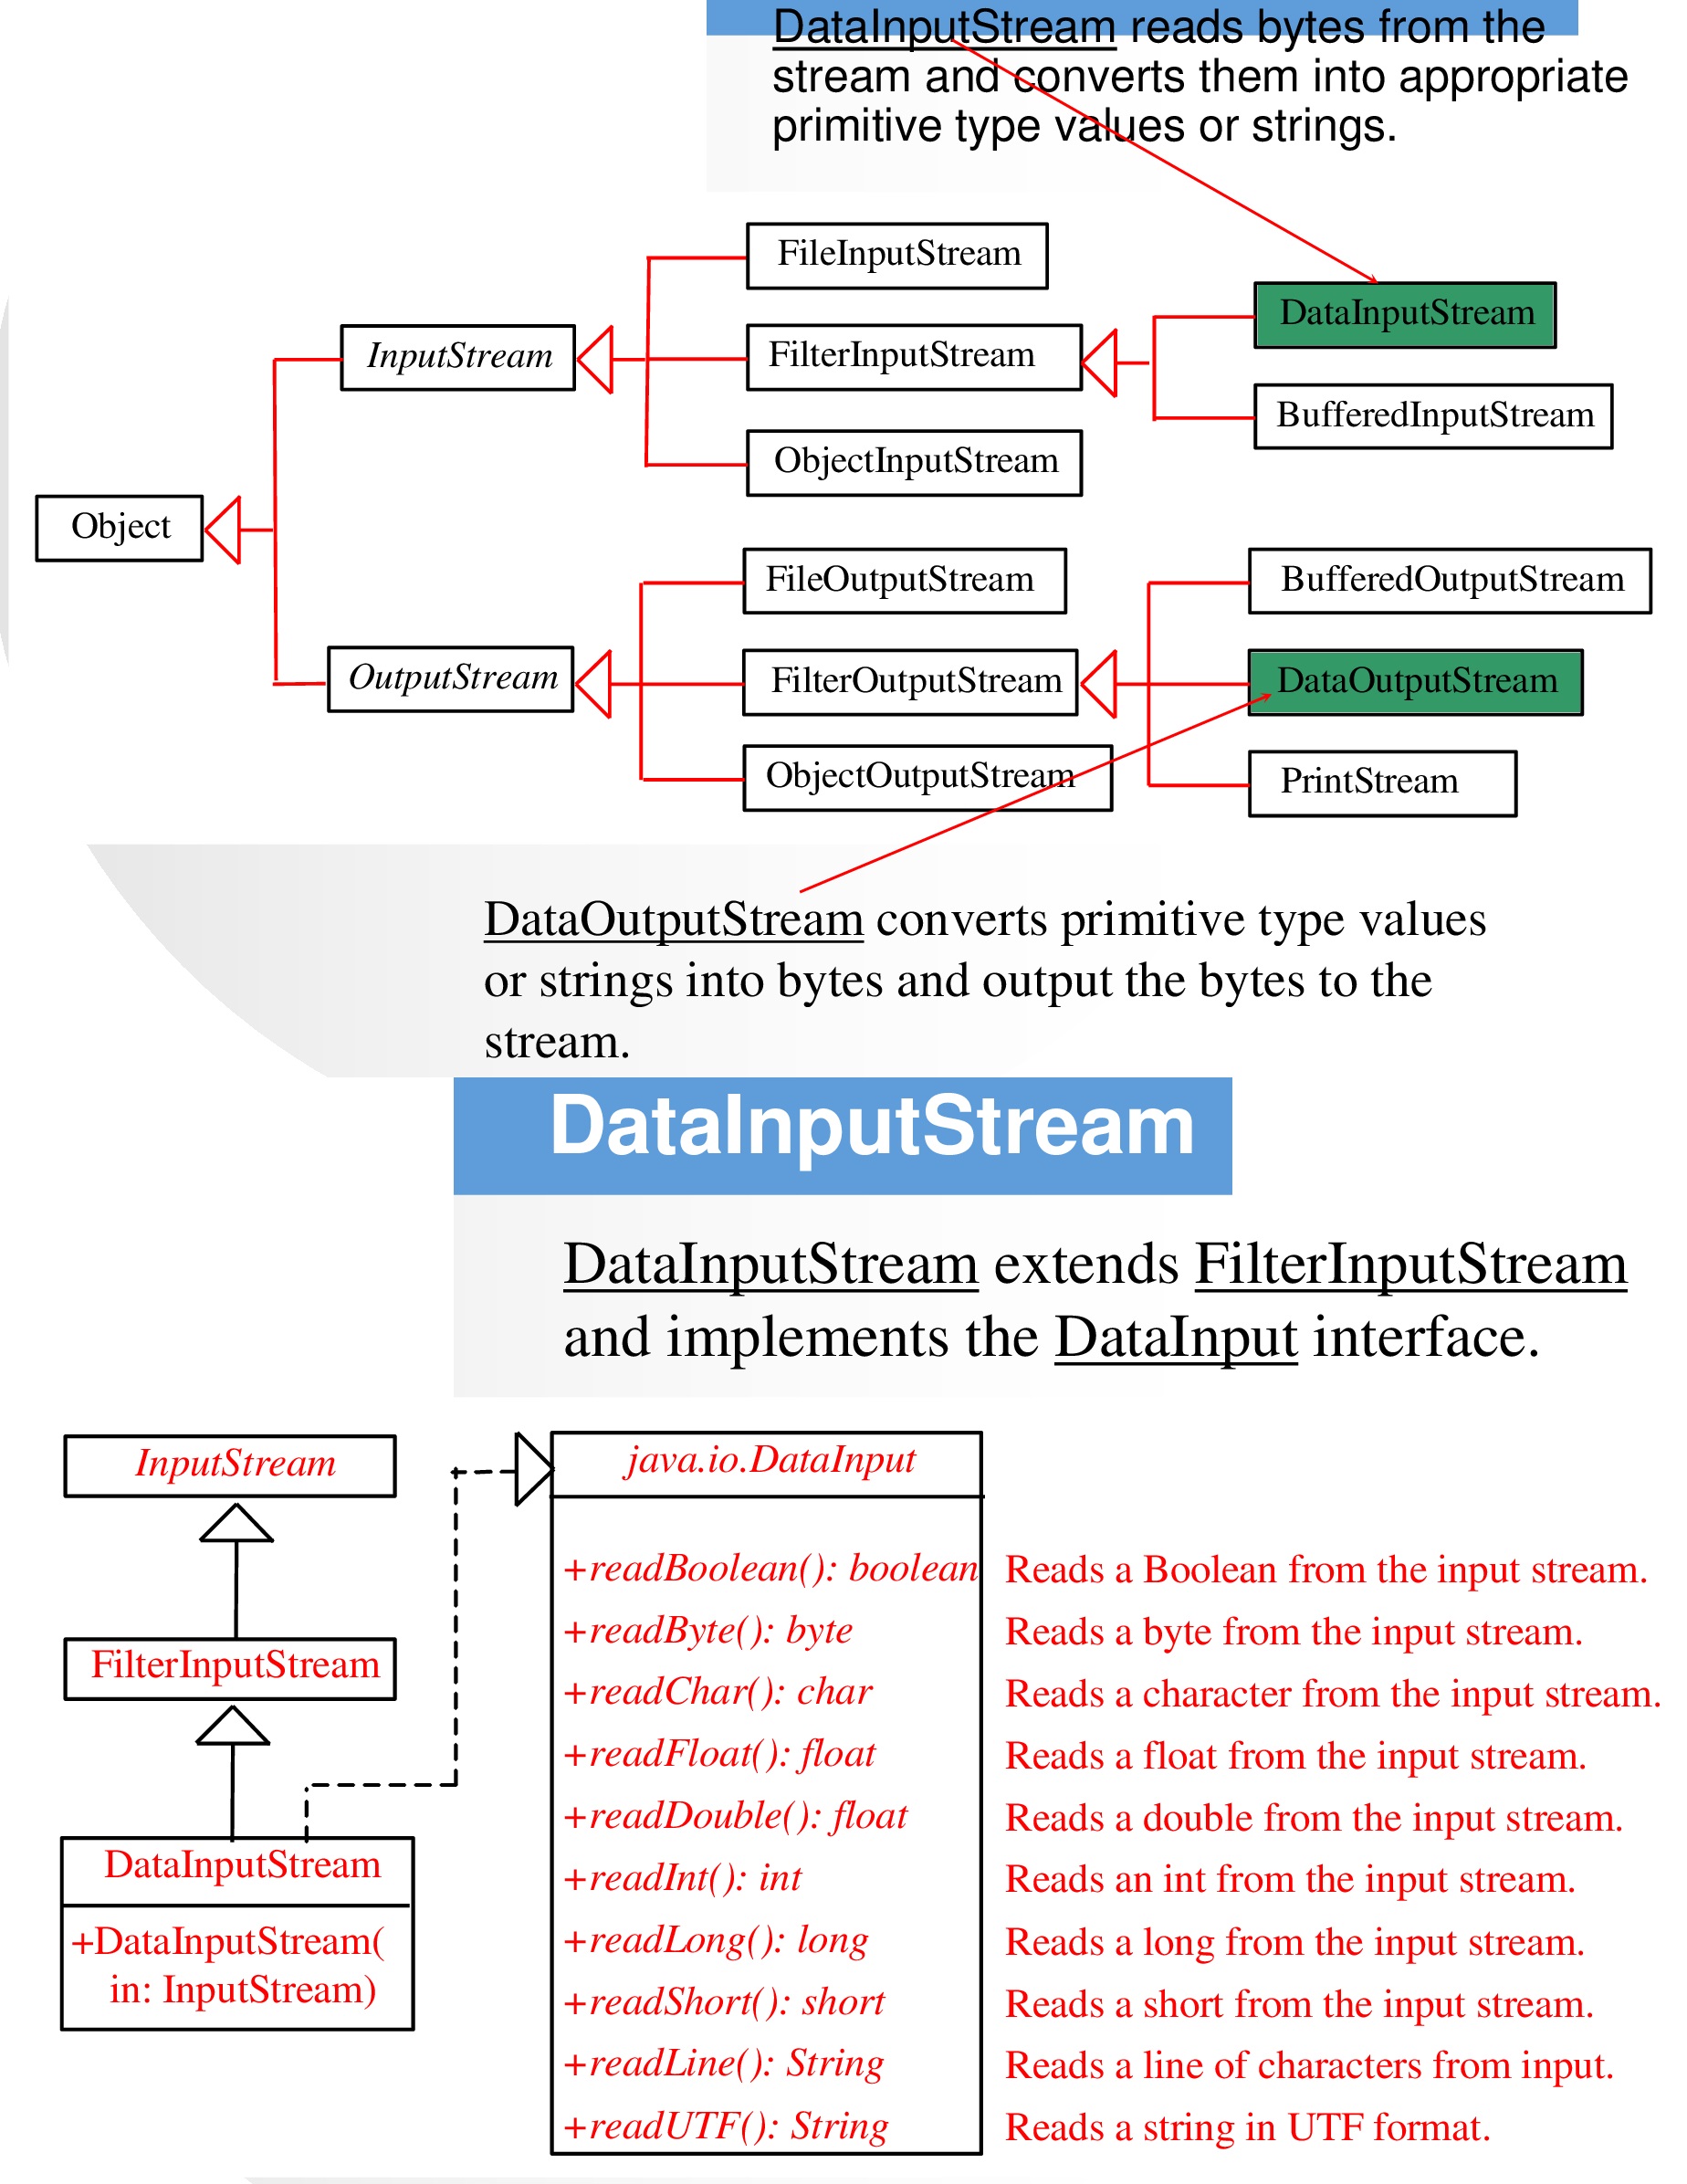 DataInputStream reads bytes from the
stream and converts them into appropriate
primitive type values or strings.
FileInputStream
DataInputStream
InputStream
FilterInputStream
BufferedInputStream
ObjectInputStream
Object
FileOutputStream
BufferedOutputStream
OutputStream
FilterOutputStream
DataOutputStream
ObjectOutputStream
PrintStream
DataOutputStream converts primitive type values
or strings into bytes and output the bytes to the
stream.
DataInputStream
DataInputStream extends FilterInputStream
and implements the DataInput interface.
InputStream
FilterInputStream
DataInputStream
+DataInputStream(
in: InputStream)
java.io.DataInput
+readBoolean(): boolean Reads a Boolean from the input stream.
+readByte(): byte Reads a byte from the input stream.
+readChar(): char Reads a character from the input stream.
+readFloat(): float Reads a float from the input stream.
+readDouble(): float Reads a double from the input stream.
+readInt(): int Reads an int from the input stream.
+readLong(): long Reads a long from the input stream.
+readShort(): short Reads a short from the input stream.
+readLine(): String Reads a line of characters from input.
+readUTF(): String Reads a string in UTF format.